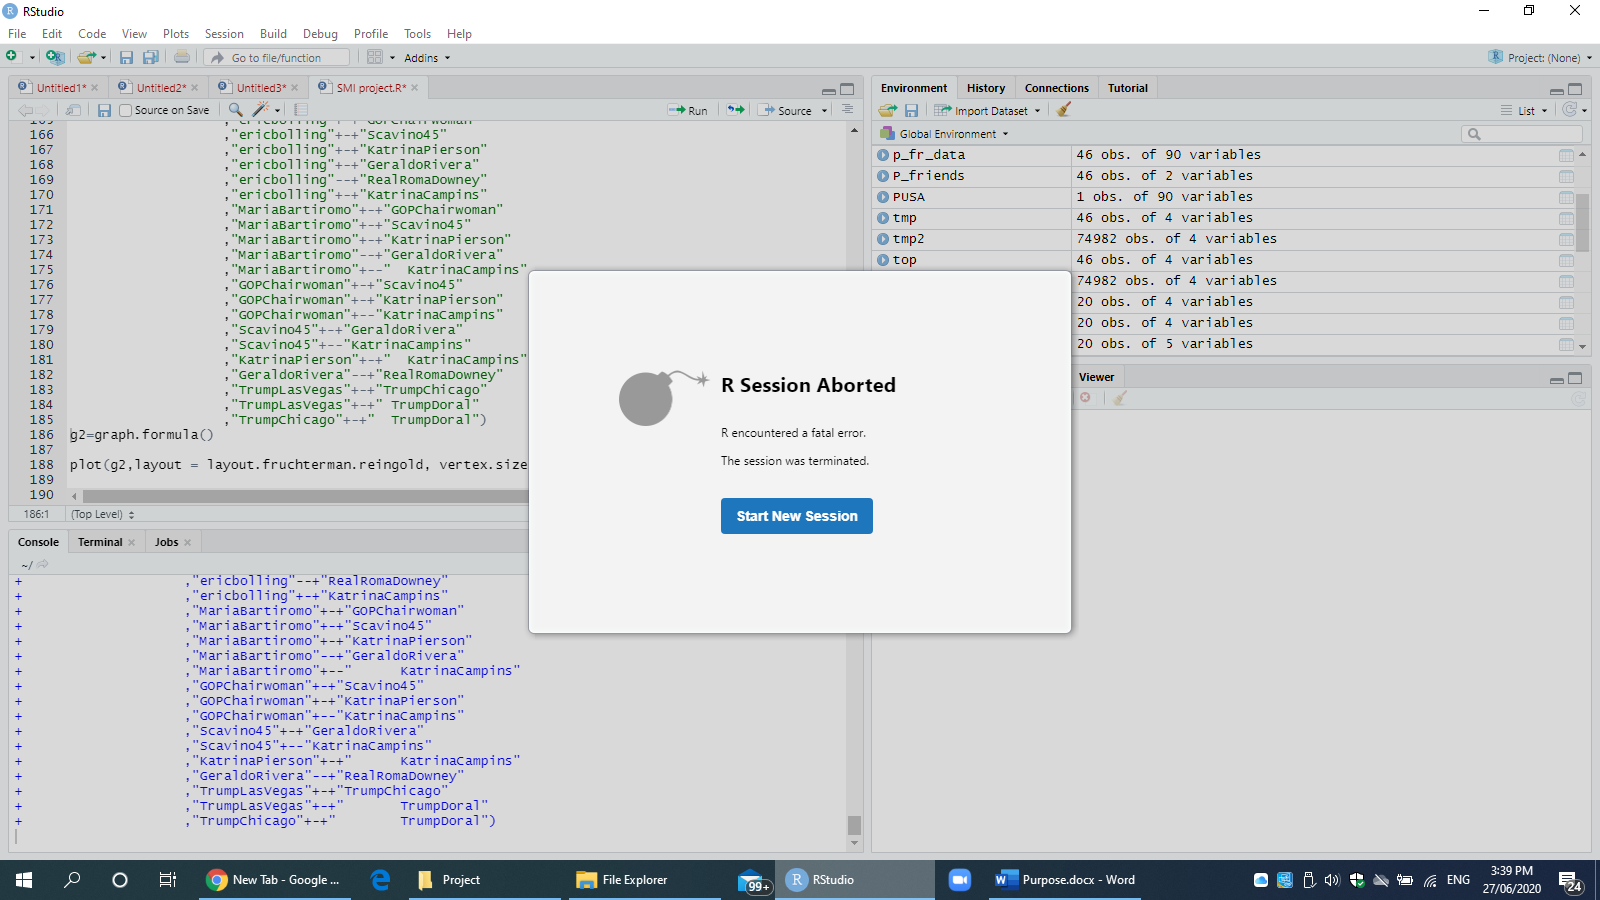 RStudio
File Edit Code View Plots Session Build Debug Profile Tools Help
Go to file/function Addins Project: (None)
Untitled1* Untitled2* Untitled3* SMI project.R*
Source on Save Run Source
166 ,"ericbolling"+-+"Scavino45"
167 ,"ericbolling"+-+"KatrinaPierson"
168 ,"ericbolling"+-+"GeraldoRivera"
169 ,"ericbolling"--+"RealRomaDowney"
170 ,"ericbolling"+-+"KatrinaCampins"
171 ,"MariaBartiromo"+-+"GOPChairwoman"
172 ,"MariaBartiromo"+-+"Scavino45"
173 ,"MariaBartiromo"+-+"KatrinaPierson"
174 ,"MariaBartiromo"--+"GeraldoRivera"
175 ,"MariaBartiromo"+--" KatrinaCampins"
176 ,"GOPChairwoman"+-+"Scavino45"
177 ,"GOPChairwoman"+-+"KatrinaPierson"
178 ,"GOPChairwoman"+--"KatrinaCampins"
179 ,"Scavino45"+-+"GeraldoRivera"
180 ,"Scavino45"+--"KatrinaCampins"
181 ,"KatrinaPierson"+-+" KatrinaCampins"
182 ,"GeraldoRivera"--+"RealRomaDowney"
183 ,"TrumpLasVegas"+-+"TrumpChicago"
184 ,"TrumpLasVegas"+-+" TrumpDoral"
185 ,"TrumpChicago"+-+" TrumpDoral")
186 g2=graph.formula()
187
188 plot(g2,layout = layout.fruchterman.reingold, vertex.size
189
190
186:1 (Top Level)
Console Terminal Jobs
~/
+ ,"ericbolling"--+"RealRomaDowney"
+ ,"ericbolling"+-+"KatrinaCampins"
+ ,"MariaBartiromo"+-+"GOPChairwoman"
+ ,"MariaBartiromo"+-+"Scavino45"
+ ,"MariaBartiromo"+-+"KatrinaPierson"
+ ,"MariaBartiromo"--+"GeraldoRivera"
+ ,"MariaBartiromo"+--" KatrinaCampins"
+ ,"GOPChairwoman"+-+"Scavino45"
+ ,"GOPChairwoman"+-+"KatrinaPierson"
+ ,"GOPChairwoman"+--"KatrinaCampins"
+ ,"Scavino45"+-+"GeraldoRivera"
+ ,"Scavino45"+--"KatrinaCampins"
+ ,"KatrinaPierson"+-+" KatrinaCampins"
+ ,"GeraldoRivera"--+"RealRomaDowney"
+ ,"TrumpLasVegas"+-+"TrumpChicago"
+ ,"TrumpLasVegas"+-+" TrumpDoral"
+ ,"TrumpChicago"+-+" TrumpDoral")
Environment History Connections Tutorial
Import Dataset List
Global Environment
p_fr_data 46 obs. of 90 variables
P_friends 46 obs. of 2 variables
PUSA 1 obs. of 90 variables
tmp 46 obs. of 4 variables
tmp2 74982 obs. of 4 variables
top 46 obs. of 4 variables
74982 obs. of 4 variables
20 obs. of 4 variables
20 obs. of 4 variables
20 obs. of 5 variables
Viewer
R Session Aborted
R encountered a fatal error.
The session was terminated.
Start New Session
New Tab - Google ... Project File Explorer 99+ RStudio Purpose.docx - Word ENG 3:39 PM
27/06/2020 24